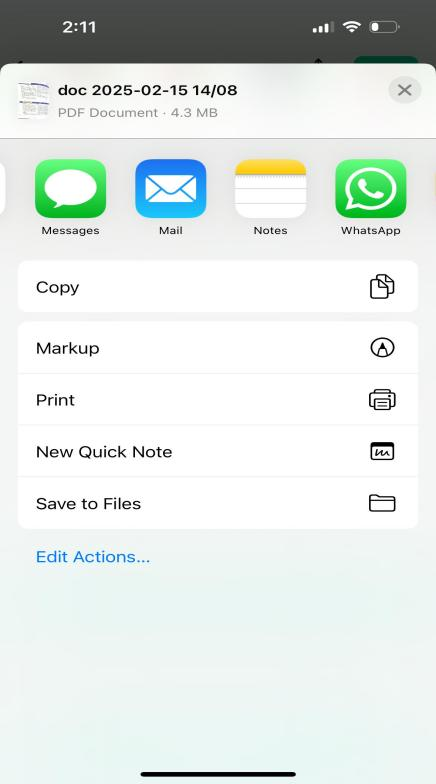 2:11
doc 2025-02-15 14/08
PDF Document · 4.3 MB
Messages
Mail
Notes
WhatsApp
Copy
Markup
Print
New Quick Note
Save to Files
Edit Actions...